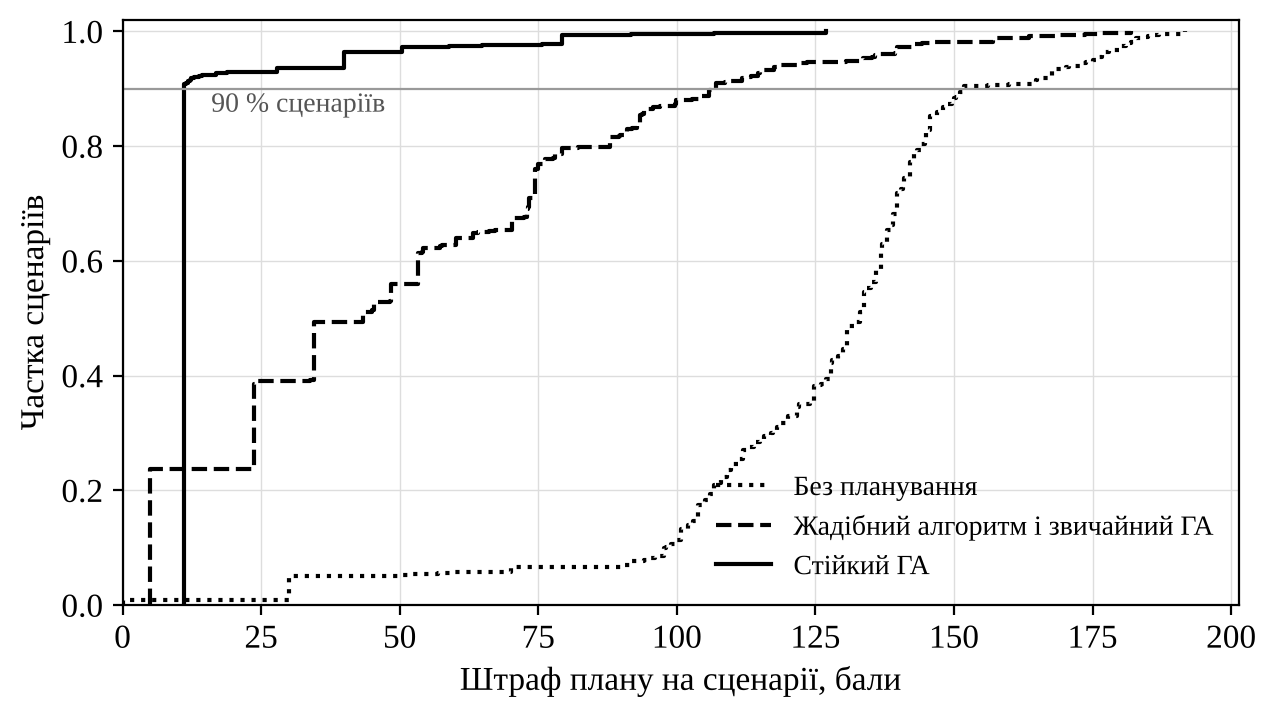 1.0
0.8
0.6
0.4
0.2
0.0
Частка сценаріїв
90 % сценаріїв
Без планування
Жадібний алгоритм і звичайний ГА
Стійкий ГА
0 25 50 75 100 125 150 175 200
Штраф плану на сценарії, бали